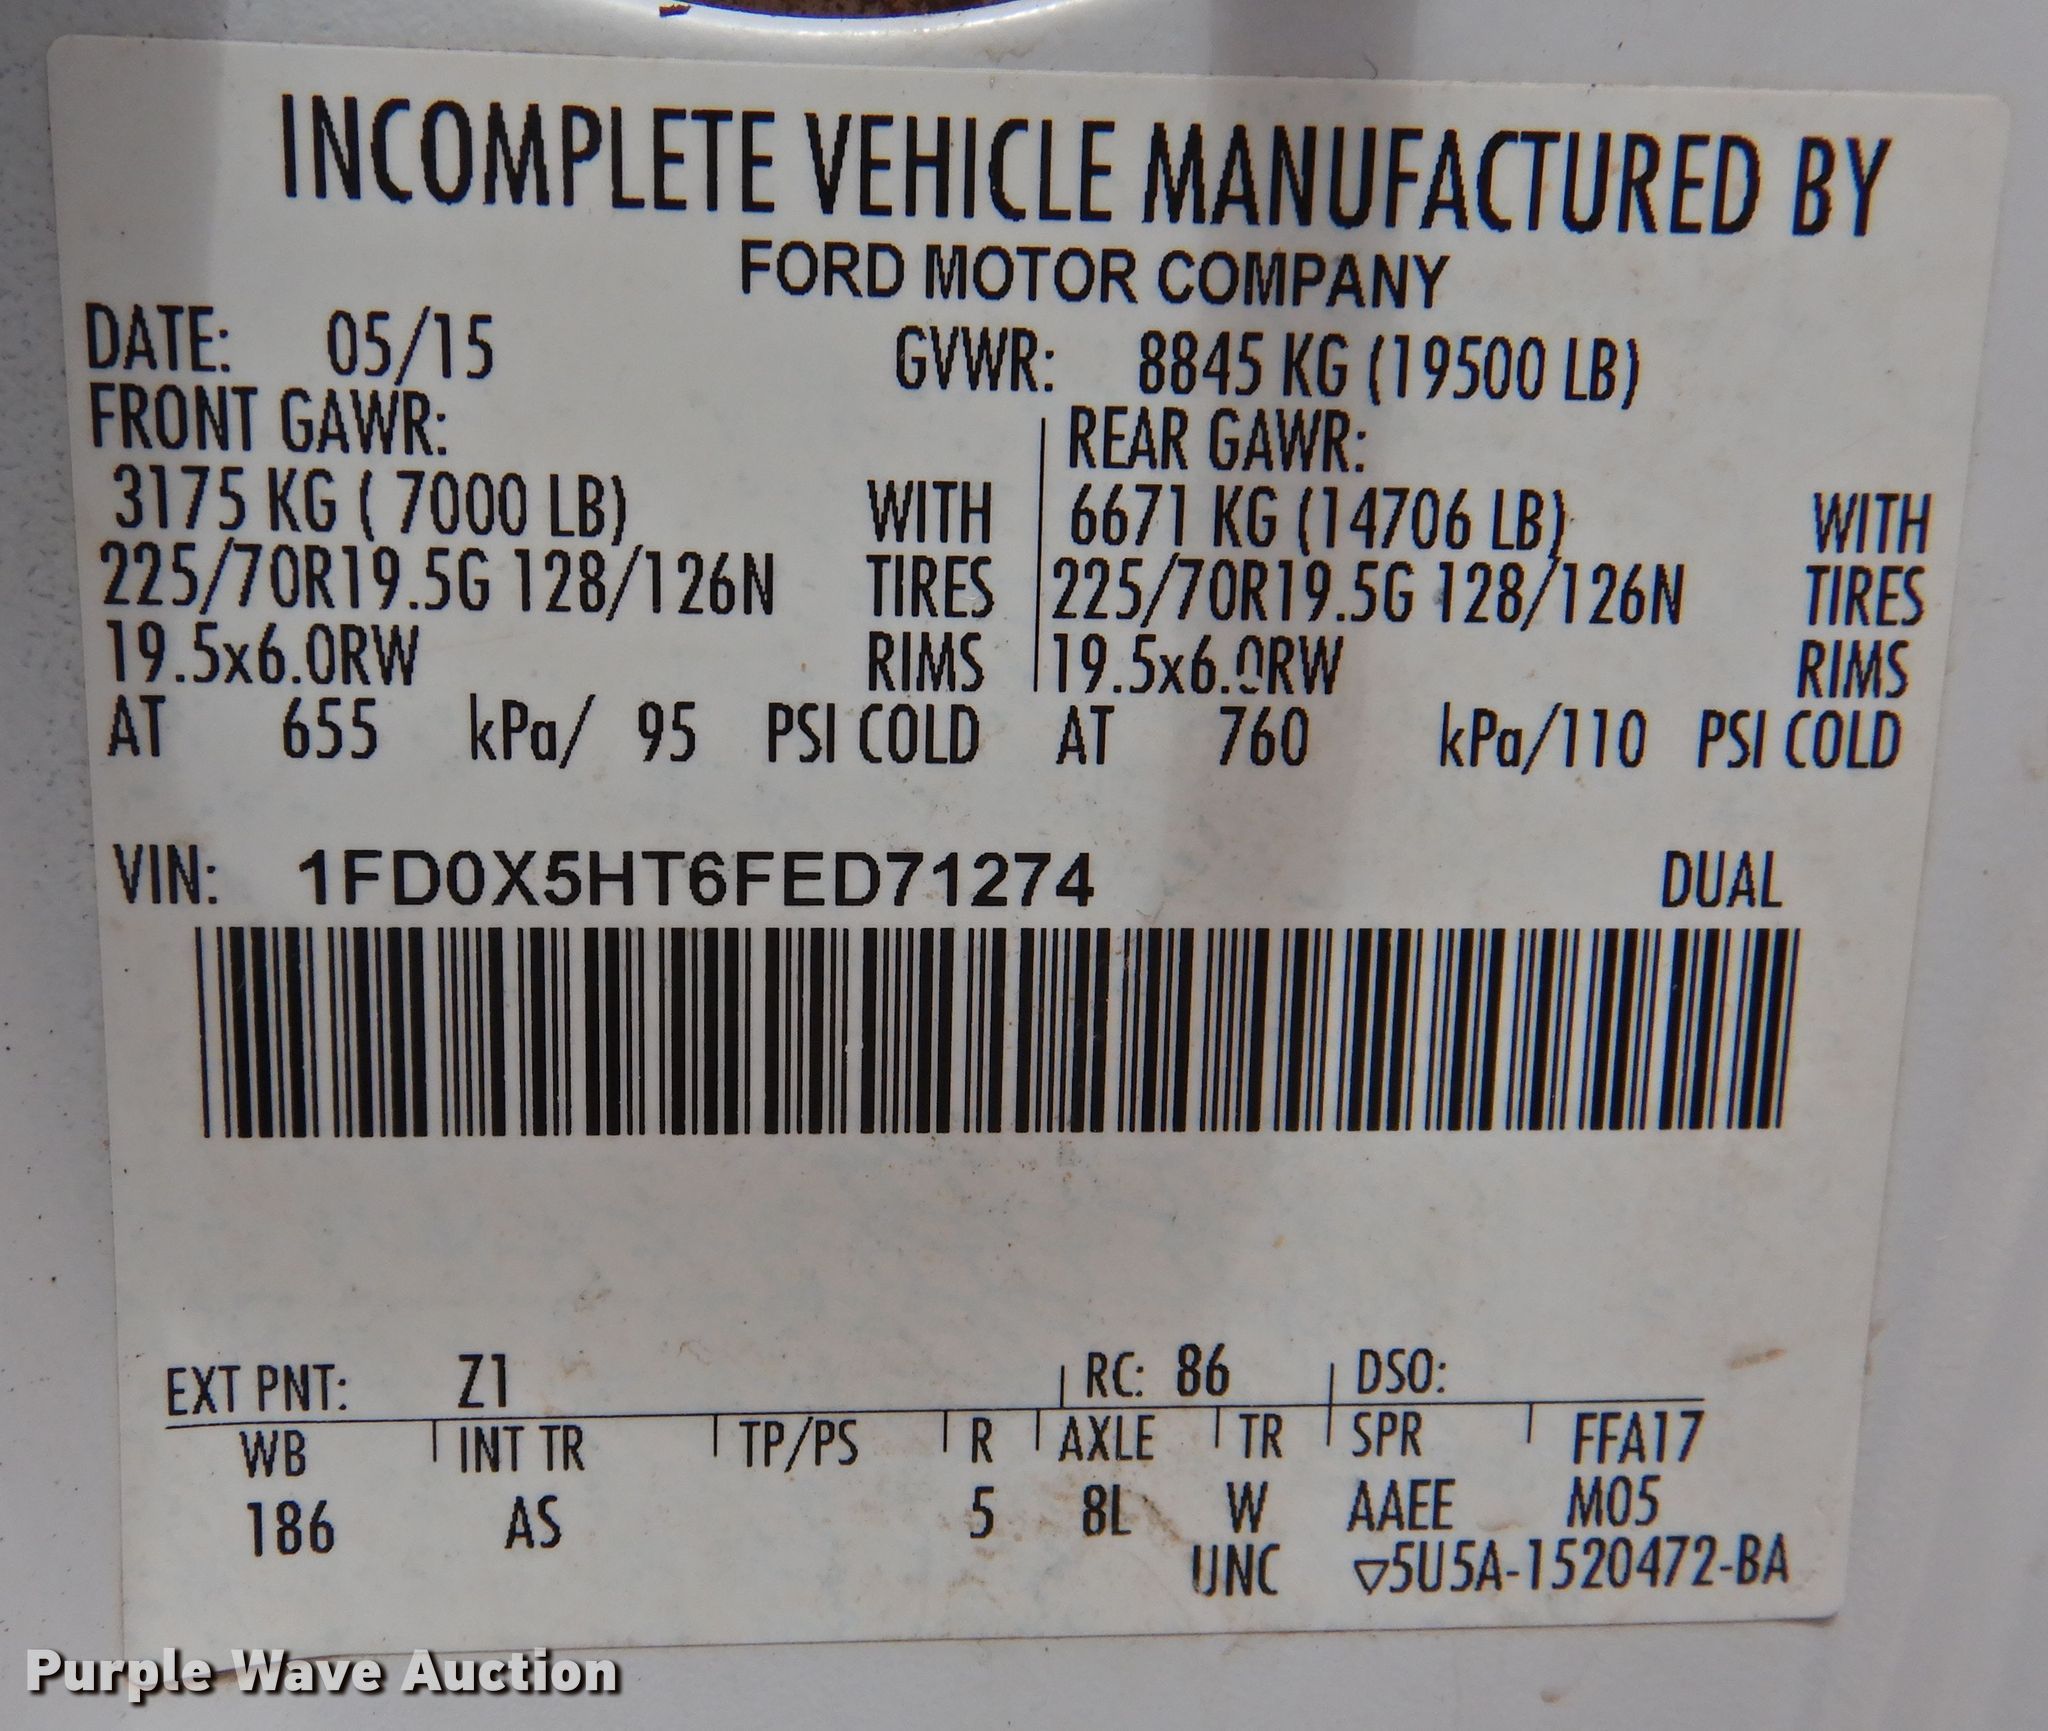 INCOMPLETE VEHICLE MANUFACTURED BY
FORD MOTOR COMPANY
DATE: 05/15 GVWR: 8845 KG (19500 LB)
FRONT GAWR: REAR GAWR:
3175 KG ( 7000 LB) WITH 6671 KG (14706 LB) WITH
225/70R19.5G 128/126N TIRES 225/70R19.5G 128/126N TIRES
19.5x6.0RW RIMS 19.5x6.0RW RIMS
AT 655 kPa/ 95 PSI COLD AT 760 kPa/110 PSI COLD
VIN: 1FD0X5HT6FED71274 DUAL
EXT PNT: Z1 RC: 86 DSO:
WB INT TR TP/PS R AXLE TR SPR FFA17
186 AS 5 8L W AAEE M05
UNC ▽5U5A-1520472-BA
Purple Wave Auction